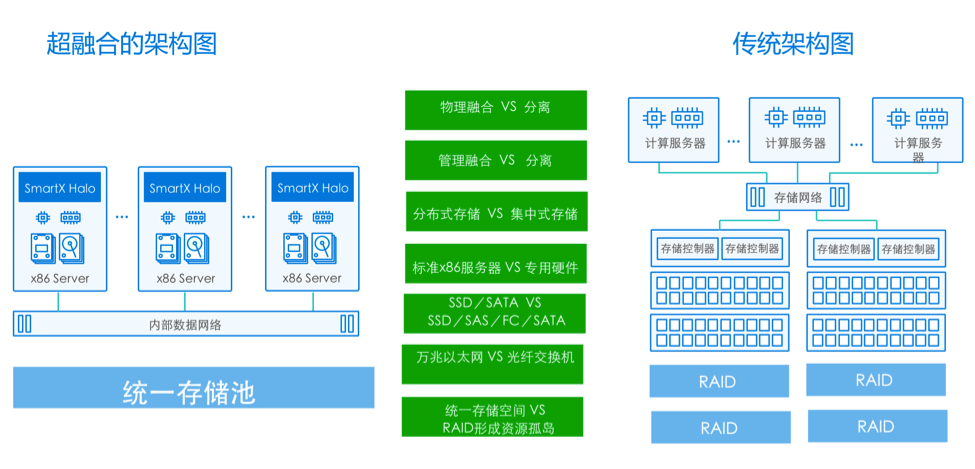 超融合的架构图
SmartX Halo
x86 Server
...
SmartX Halo
x86 Server
...
SmartX Halo
x86 Server
内部数据网络
统一存储池
物理融合 VS 分离
管理融合 VS 分离
分布式存储 VS 集中式存储
标准x86服务器 VS 专用硬件
SSD／SATA VS
SSD／SAS／FC／SATA
万兆以太网 VS 光纤交换机
统一存储空间 VS
RAID形成资源孤岛
传统架构图
计算服务器
...
计算服务器
...
计算服务
器
存储网络
存储控制器 存储控制器
存储控制器 存储控制器
RAID
RAID
RAID
RAID